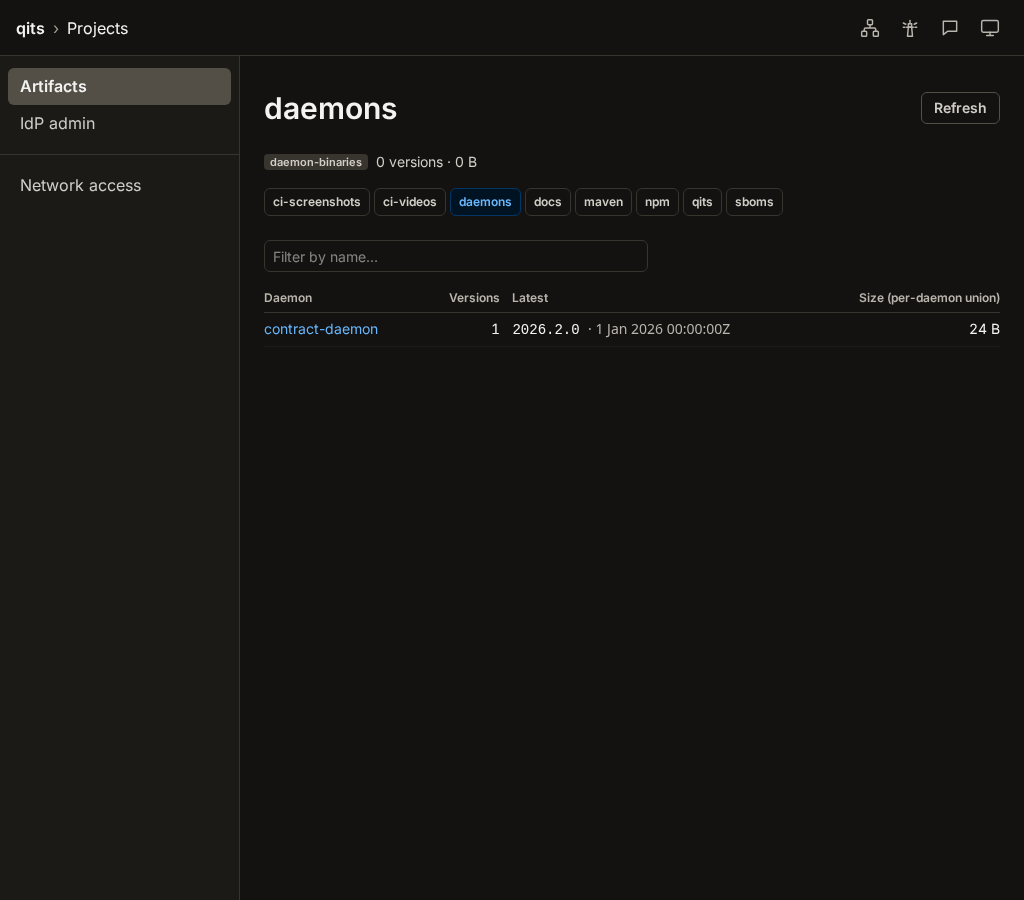 qits › Projects
Artifacts
IdP admin
Network access
daemons
Refresh
daemon-binaries 0 versions · 0 B
ci-screenshots ci-videos daemons docs maven npm qits sboms
Filter by name...
Daemon Versions Latest Size (per-daemon union)
contract-daemon 1 2026.2.0 · 1 Jan 2026 00:00:00Z 24 B